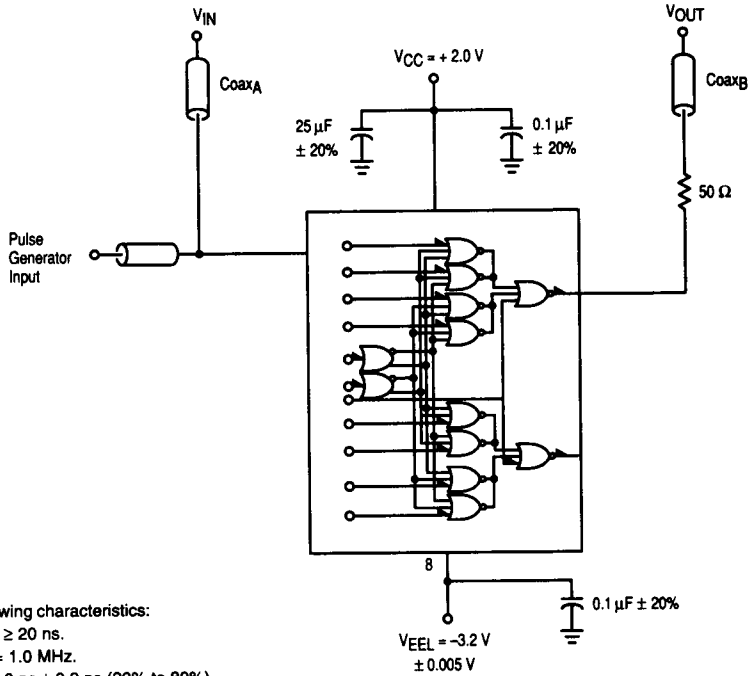 VIN
VOUT
CoaxA
VCC = + 2.0 V
CoaxB
25 µF
± 20%
0.1 µF
± 20%
50 Ω
Pulse
Generator
Input
8
0.1 µF ± 20%
VEEL = –3.2 V
± 0.005 V
wing characteristics:
≥ 20 ns.
= 1.0 MHz.